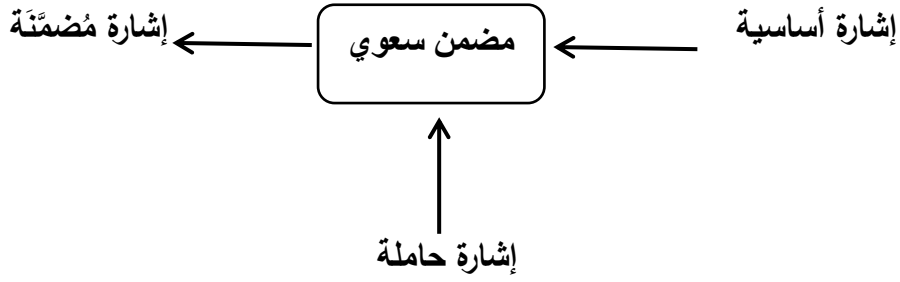 إشارة أساسية
مضمن سعوي
إشارة مُضمَّنَة
إشارة حاملة